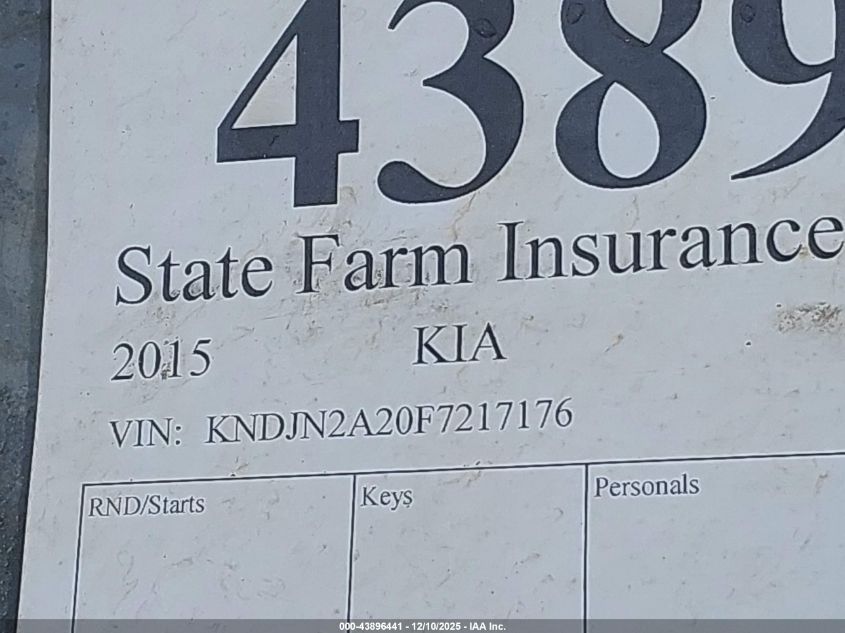 4389
State Farm Insurance
2015 KIA
VIN: KNDJN2A20F7217176
RND/Starts Keys Personals
000-43896441 - 12/10/2025 - IAA Inc.